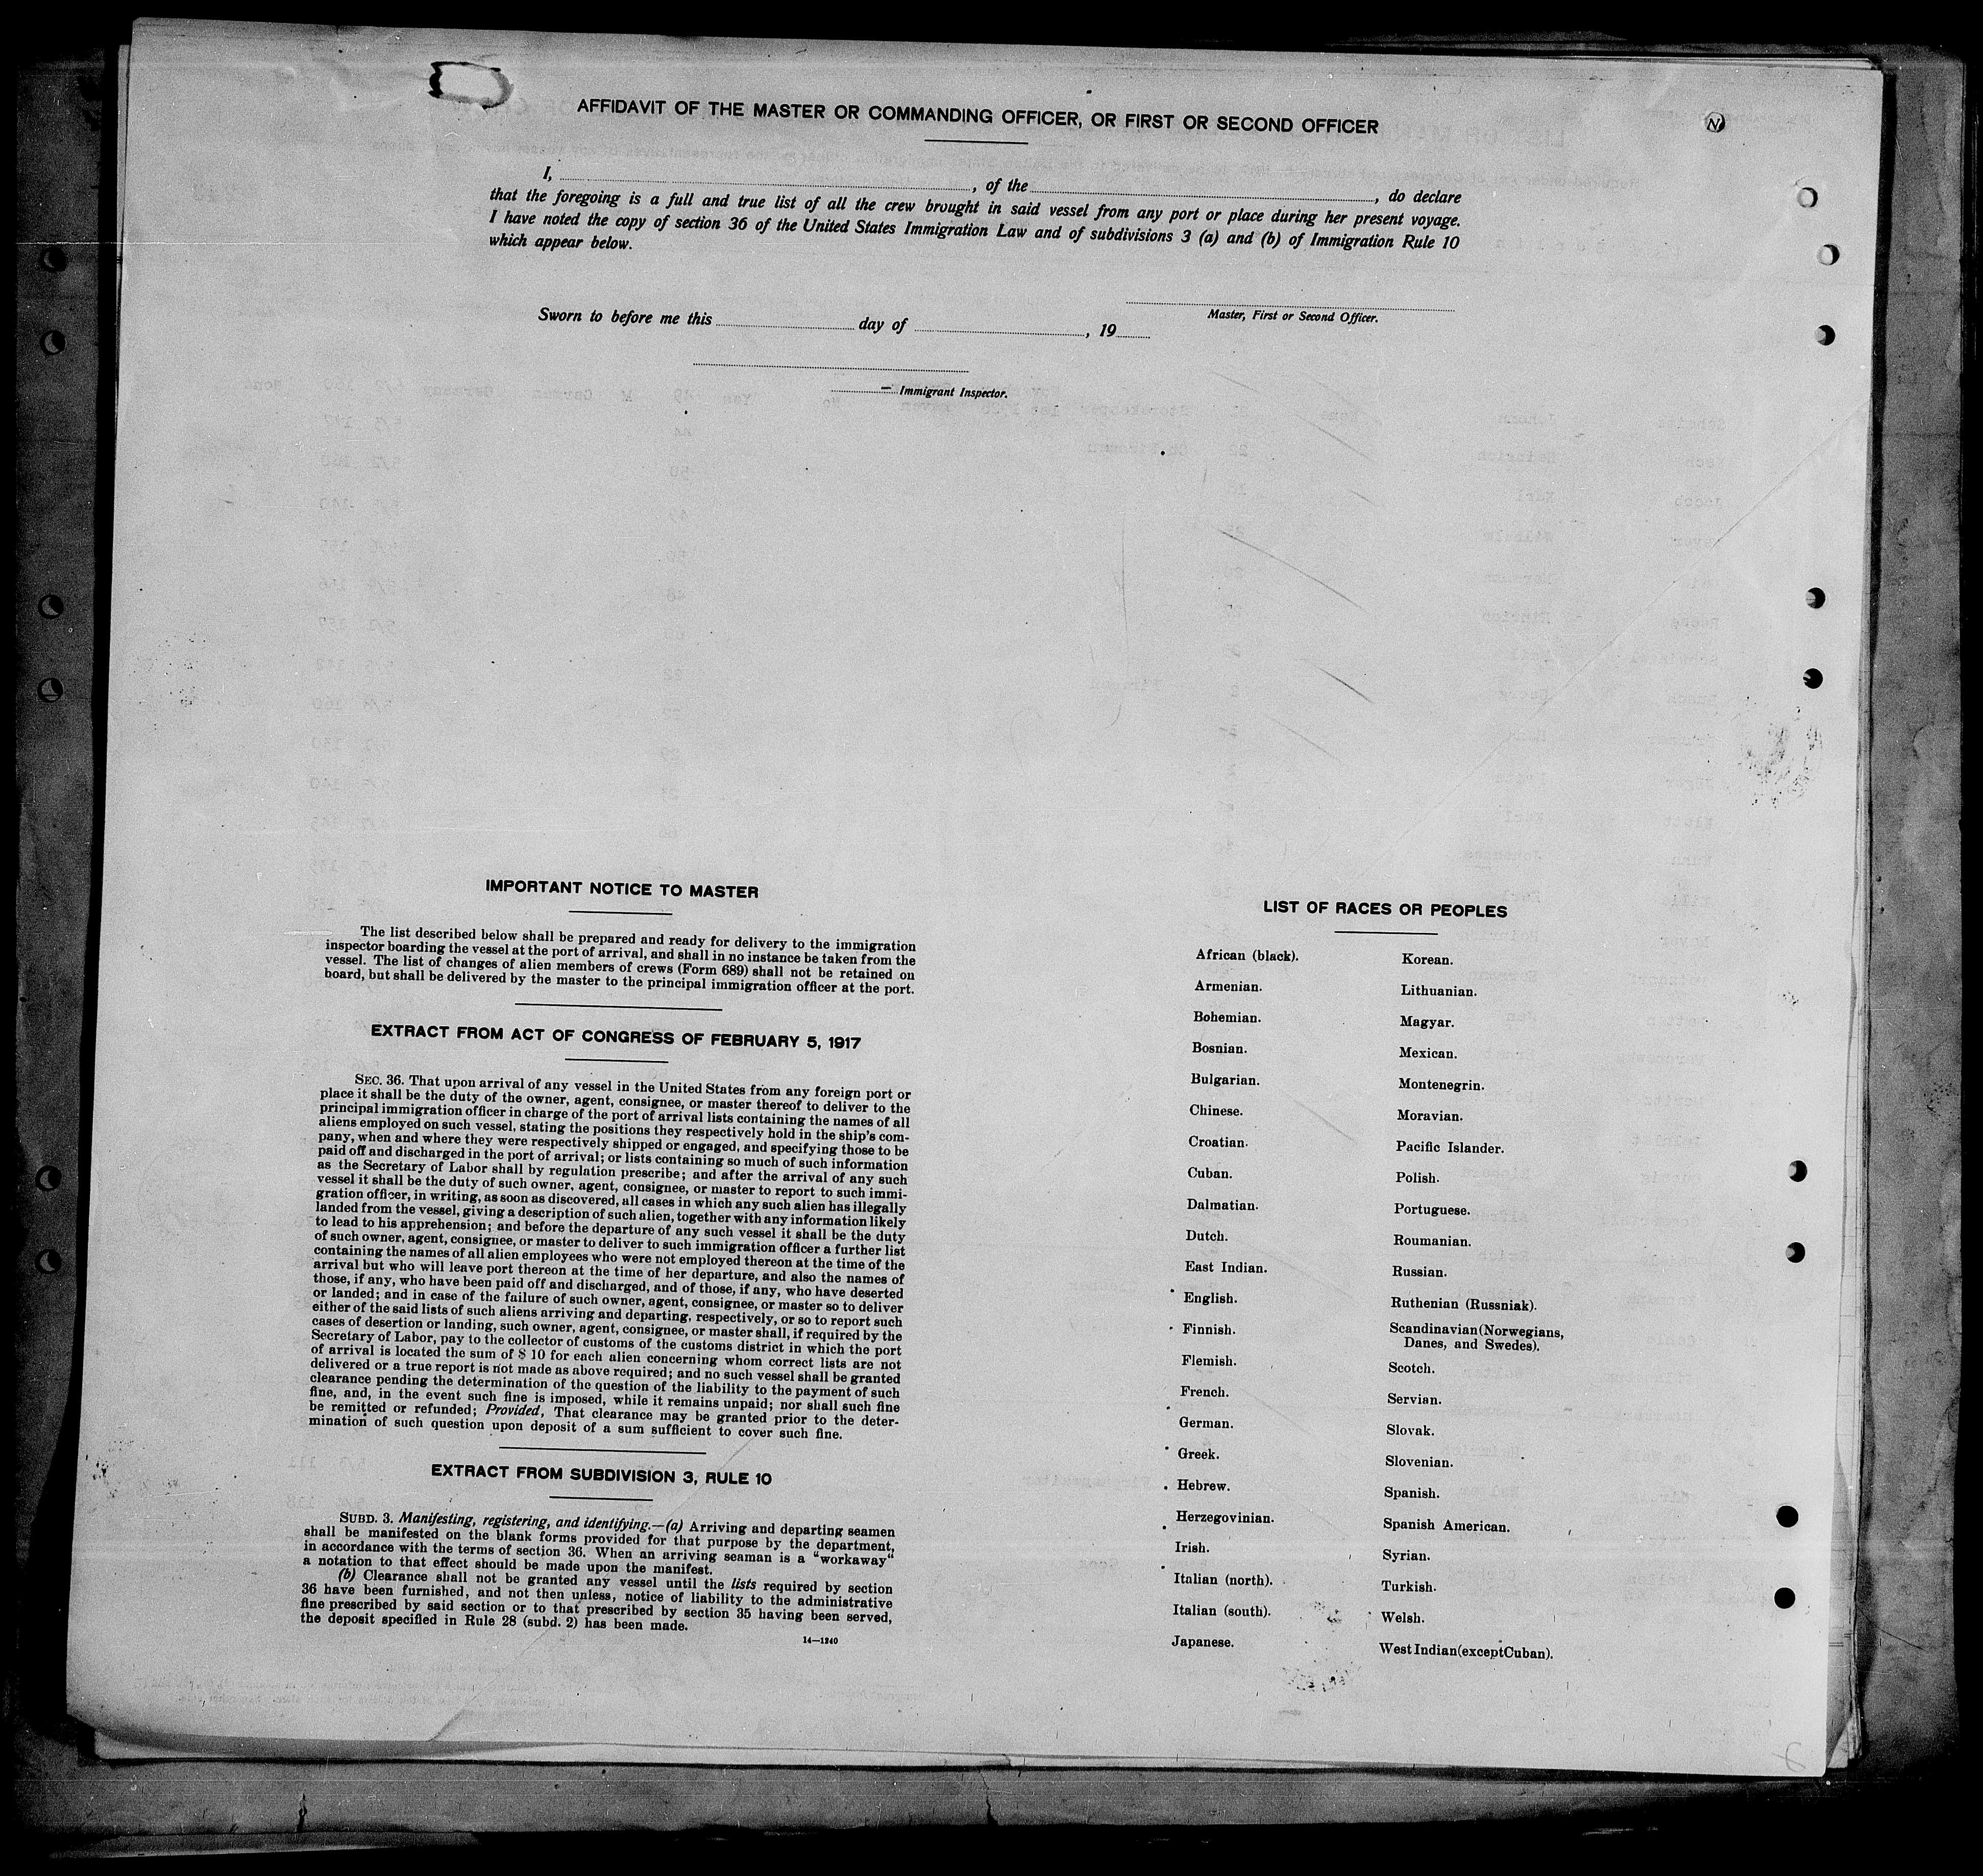 AFFIDAVIT OF THE MASTER OR COMMANDING OFFICER, OR FIRST OR SECOND OFFICER
I, , of the , do declare
that the foregoing is a full and true list of all the crew brought in said vessel from any port or place during her present voyage.
I have noted the copy of section 36 of the United States Immigration Law and of subdivisions 3 (a) and (b) of Immigration Rule 10
which appear below.
Master, First or Second Officer.
Sworn to before me this day of , 19
— Immigrant Inspector.
IMPORTANT NOTICE TO MASTER
The list described below shall be prepared and ready for delivery to the immigration
inspector boarding the vessel at the port of arrival, and shall in no instance be taken from the
vessel. The list of changes of alien members of crews (Form 689) shall not be retained on
board, but shall be delivered by the master to the principal immigration officer at the port.
EXTRACT FROM ACT OF CONGRESS OF FEBRUARY 5, 1917
SEC. 36. That upon arrival of any vessel in the United States from any foreign port or
place it shall be the duty of the owner, agent, consignee, or master thereof to deliver to the
principal immigration officer in charge of the port of arrival lists containing the names of all
aliens employed on such vessel, stating the positions they respectively hold in the ship's com-
pany, when and where they were respectively shipped or engaged, and specifying those to be
paid off and discharged in the port of arrival; or lists containing so much of such information
as the Secretary of Labor shall by regulation prescribe; and after the arrival of any such
vessel it shall be the duty of such owner, agent, consignee, or master to report to such immi-
gration officer, in writing, as soon as discovered, all cases in which any such alien has illegally
landed from the vessel, giving a description of such alien, together with any information likely
to lead to his apprehension; and before the departure of any such vessel it shall be the duty
of such owner, agent, consignee, or master to deliver to such immigration officer a further list
containing the names of all alien employees who were not employed thereon at the time of the
arrival but who will leave port thereon at the time of her departure, and also the names of
those, if any, who have been paid off and discharged, and of those, if any, who have deserted
or landed; and in case of the failure of such owner, agent, consignee, or master so to deliver
either of the said lists of such aliens arriving and departing, respectively, or so to report such
cases of desertion or landing, such owner, agent, consignee, or master shall, if required by the
Secretary of Labor, pay to the collector of customs of the customs district in which the port
of arrival is located the sum of $ 10 for each alien concerning whom correct lists are not
delivered or a true report is not made as above required; and no such vessel shall be granted
clearance pending the determination of the question of the liability to the payment of such
fine, and, in the event such fine is imposed, while it remains unpaid; nor shall such fine
be remitted or refunded; Provided, That clearance may be granted prior to the deter-
mination of such question upon deposit of a sum sufficient to cover such fine.
EXTRACT FROM SUBDIVISION 3, RULE 10
SUBD. 3. Manifesting, registering, and identifying.—(a) Arriving and departing seamen
shall be manifested on the blank forms provided for that purpose by the department,
in accordance with the terms of section 36. When an arriving seaman is a "workaway"
a notation to that effect should be made upon the manifest.
(b) Clearance shall not be granted any vessel until the lists required by section
36 have been furnished, and not then unless, notice of liability to the administrative
fine prescribed by said section or to that prescribed by section 35 having been served,
the deposit specified in Rule 28 (subd. 2) has been made.
14—1240
LIST OF RACES OR PEOPLES
African (black).
Armenian.
Bohemian.
Bosnian.
Bulgarian.
Chinese.
Croatian.
Cuban.
Dalmatian.
Dutch.
East Indian.
English.
Finnish.
Flemish.
French.
German.
Greek.
Hebrew.
Herzegovinian.
Irish.
Italian (north).
Italian (south).
Japanese.
Korean.
Lithuanian.
Magyar.
Mexican.
Montenegrin.
Moravian.
Pacific Islander.
Polish.
Portuguese.
Roumanian.
Russian.
Ruthenian (Russniak).
Scandinavian(Norwegians,
Danes, and Swedes).
Scotch.
Servian.
Slovak.
Slovenian.
Spanish.
Spanish American.
Syrian.
Turkish.
Welsh.
West Indian(exceptCuban).